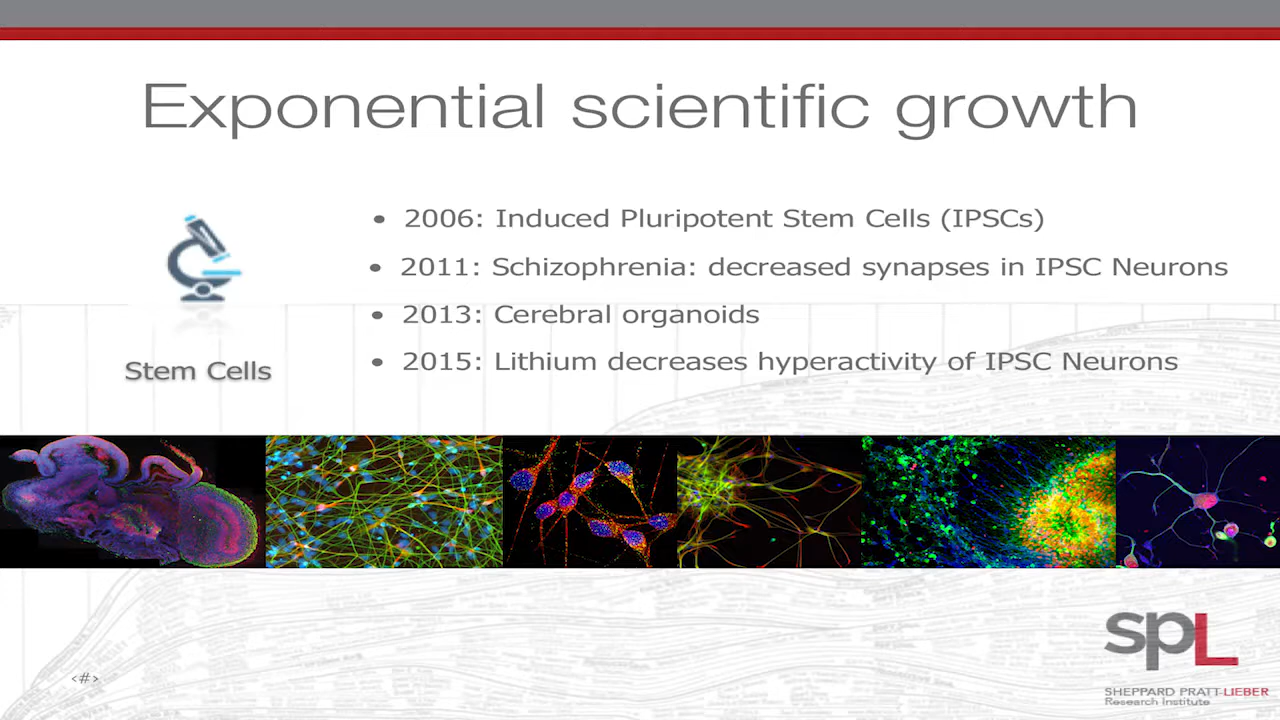 Exponential scientific growth
• 2006: Induced Pluripotent Stem Cells (IPSCs)
• 2011: Schizophrenia: decreased synapses in IPSC Neurons
• 2013: Cerebral organoids
• 2015: Lithium decreases hyperactivity of IPSC Neurons
Stem Cells
<#>
spL
SHEPPARD PRATT-LIEBER
Research Institute